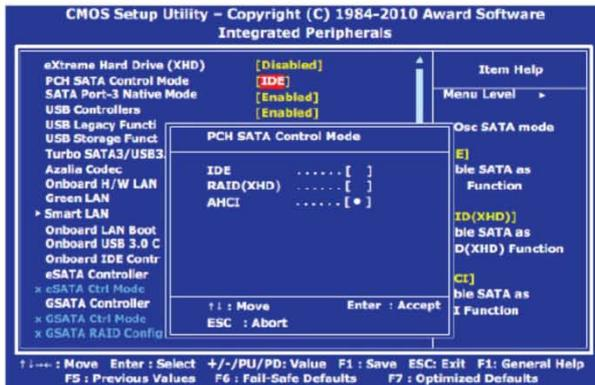 CMOS Setup Utility – Copyright (C) 1984-2010 Award Software
Integrated Peripherals
eXtreme Hard Drive (XHD) [Disabled]
PCH SATA Control Mode [IDE]
SATA Port-3 Native Mode [Enabled]
USB Controllers [Enabled]
USB Legacy Functi
USB Storage Funct
Turbo SATA3/USB3.
Azalia Codec
Onboard H/W LAN
Green LAN
▸ Smart LAN
Onboard LAN Boot
Onboard USB 3.0 C
Onboard IDE Contr
eSATA Controller
x eSATA Ctrl Mode
GSATA Controller
x GSATA Ctrl Mode
x GSATA RAID Config
PCH SATA Control Mode
IDE ......[ ]
RAID(XHD) ......[ ]
AHCI ......[•]
↑↓ : Move Enter : Accept
ESC : Abort
Item Help
Menu Level ▸
Osc SATA mode
E]
ble SATA as
Function
ID(XHD)]
ble SATA as
D(XHD) Function
CI]
ble SATA as
I Function
↑↓→← : Move Enter : Select +/-/PU/PD: Value F1 : Save ESC: Exit F1: General Help
F5 : Previous Values F6 : Fail-Safe Defaults F7 : Optimized Defaults